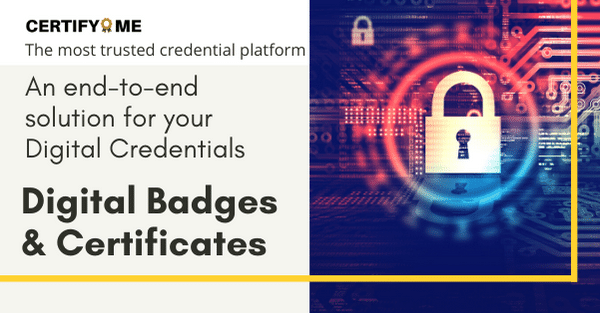 CERTIFYME
The most trusted credential platform
An end-to-end
solution for your
Digital Credentials
Digital Badges
& Certificates